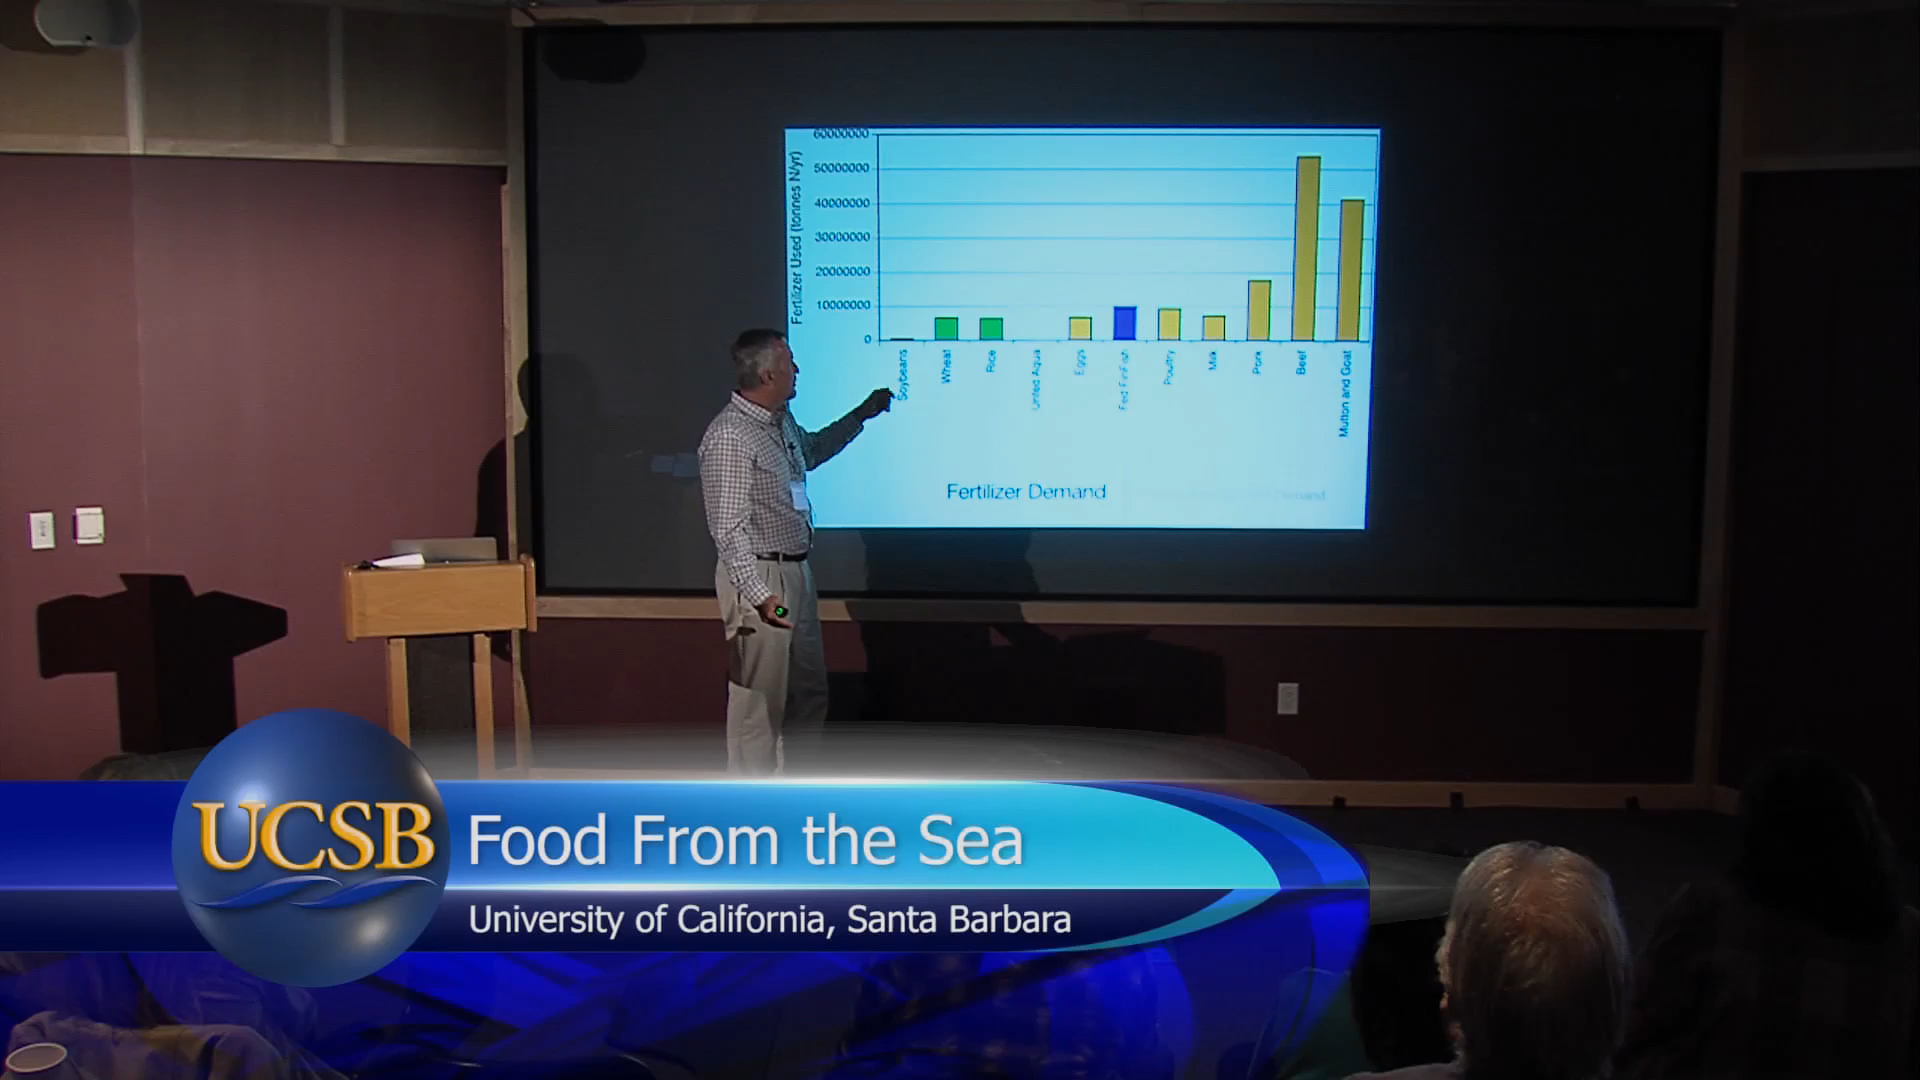 60000000
50000000
40000000
30000000
20000000
10000000
0
Fertilizer Used (tonnes N/yr)
Soybeans
Wheat
Rice
Unfed Aqua
Eggs
Fed FinFish
Poultry
Milk
Pork
Beef
Mutton and Goat
Fertilizer Demand
Demand
UCSB
Food From the Sea
University of California, Santa Barbara